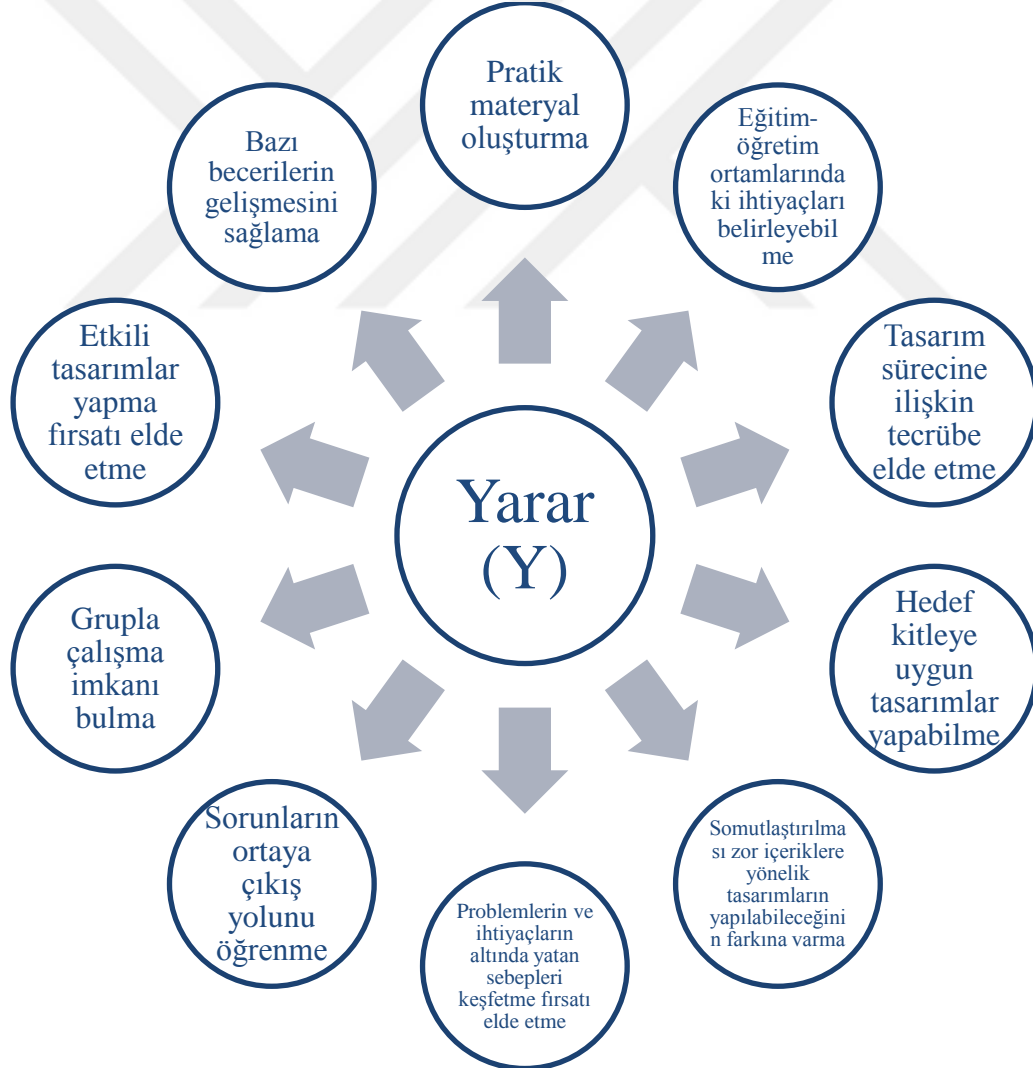 Pratik
materyal
oluşturma
Eğitim-
öğretim
ortamlarında
ki ihtiyaçları
belirleyebil
me
Tasarım
sürecine
ilişkin
tecrübe
elde etme
Hedef
kitleye
uygun
tasarımlar
yapabilme
Somutlaştırılma
sı zor içeriklere
yönelik
tasarımların
yapılabileceğini
n farkına varma
Problemlerin ve
ihtiyaçların
altında yatan
sebepleri
keşfetme fırsatı
elde etme
Sorunların
ortaya
çıkış
yolunu
öğrenme
Grupla
çalışma
imkanı
bulma
Etkili
tasarımlar
yapma
fırsatı elde
etme
Bazı
becerilerin
gelişmesini
sağlama
Yarar
(Y)